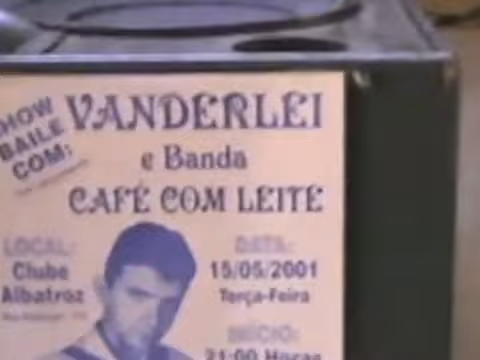 SHOW
BAILE
COM:
VANDERLEI
e Banda
CAFÉ COM LEITE
LOCAL:
Clube
Albatroz
DATA:
15/05/2001
Terça-Feira
INÍCIO:
21:00 Horas